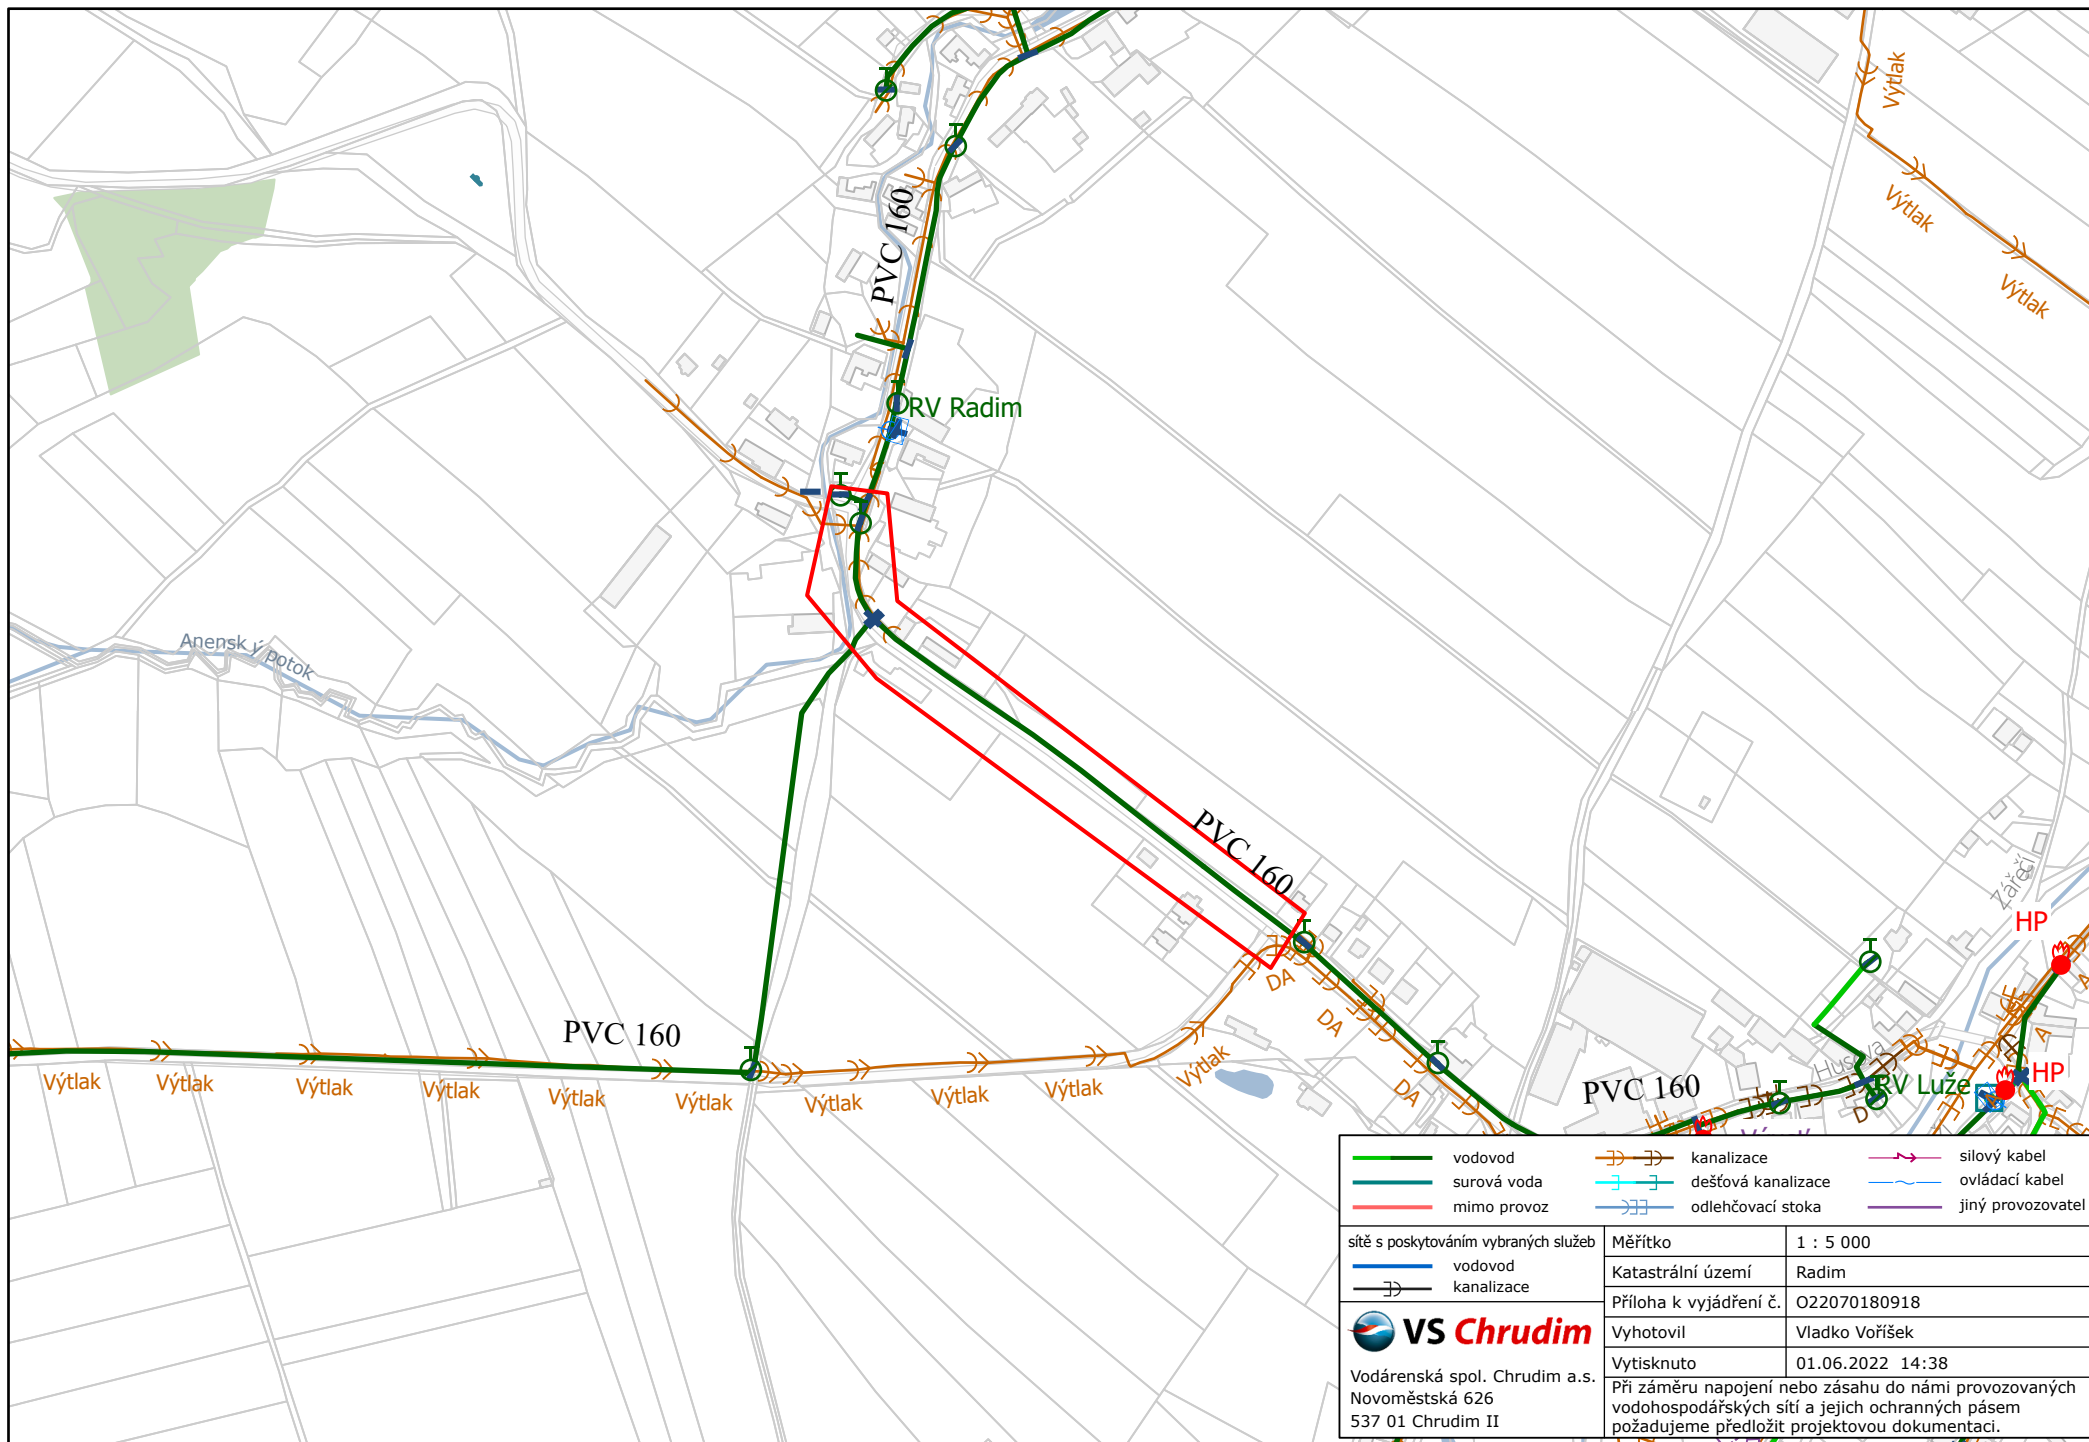 Výtlak
Výtlak
Výtlak
PVC 160
RV Radim
Anenský potok
PVC 160
Zářečí
HP
DA
DA
DA
A
A
PVC 160
Výtlak
Výtlak
Výtlak
Výtlak
Výtlak
Výtlak
Výtlak
Výtlak
Výtlak
Výtlak
Husova
PVC 160
RV Luže
HP
D
vodovod
surová voda
mimo provoz
kanalizace
dešťová kanalizace
odlehčovací stoka
silový kabel
ovládací kabel
jiný provozovatel
sítě s poskytováním vybraných služeb
vodovod
kanalizace
VS Chrudim
Vodárenská spol. Chrudim a.s.
Novoměstská 626
537 01 Chrudim II
Měřítko 1 : 5 000
Katastrální území Radim
Příloha k vyjádření č. O22070180918
Vyhotovil Vladko Voříšek
Vytisknuto 01.06.2022 14:38
Při záměru napojení nebo zásahu do námi provozovaných
vodohospodářských sítí a jejich ochranných pásem
požadujeme předložit projektovou dokumentaci.